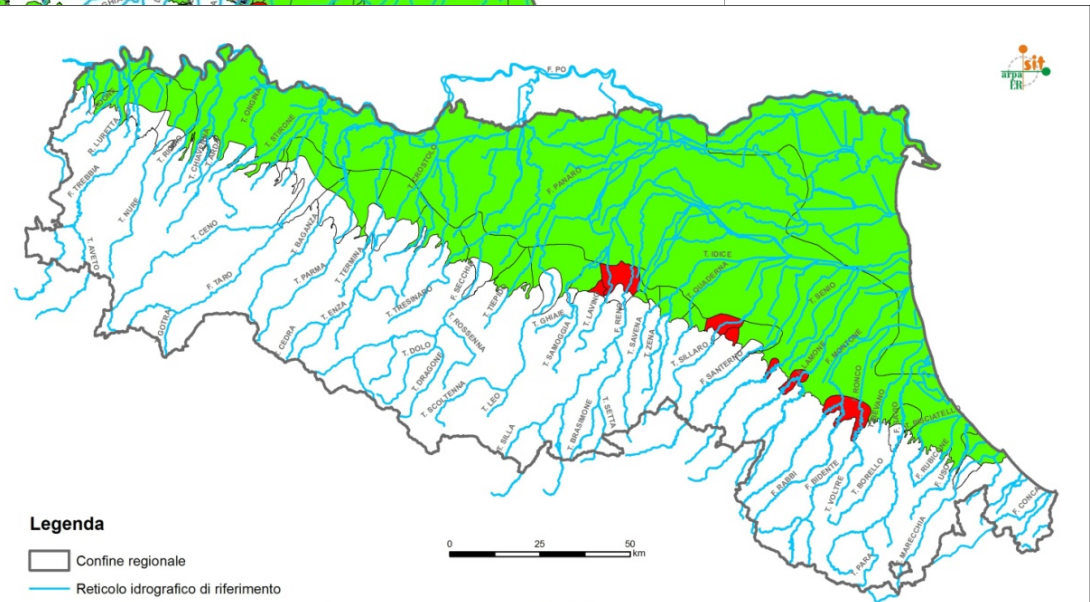 F. PO
sit
arpa
ER
R. LURETTA
F. TREBBIA
T. NURE
T. AVETO
T. CHIAVENNA
T. ARDA
T. ONGINA
T. STIRONE
T. CENO
F. TARO
GOTRA
T. BAGANZA
T. PARMA
T. TERMINA
T. ENZA
CEDRA
T. CROSTOLO
T. TRESINARO
F. SECCHIA
T. TIEPIDO
T. ROSSENNA
T. DOLO
T. DRAGONE
T. SCOLTENNA
T. LEO
F. PANARO
T. GHIAIE
T. SAMOGGIA
T. LAVINO
F. RENO
T. SAVENA
T. ZENA
T. SILLA
T. BRASIMONE
T. SETTA
T. IDICE
T. QUADERNA
T. SILLARO
F. SANTERNO
T. SENIO
LAMONE
F. MONTONE
RONCO
BEVANO
F. RABBI
F. BIDENTE
T. VOLTRE
T. BORELLO
F. RUBICONE
F. USO
F. MARECCHIA
T. PARA
F. CONCA
Legenda
Confine regionale
Reticolo idrografico di riferimento
0 25 50
km